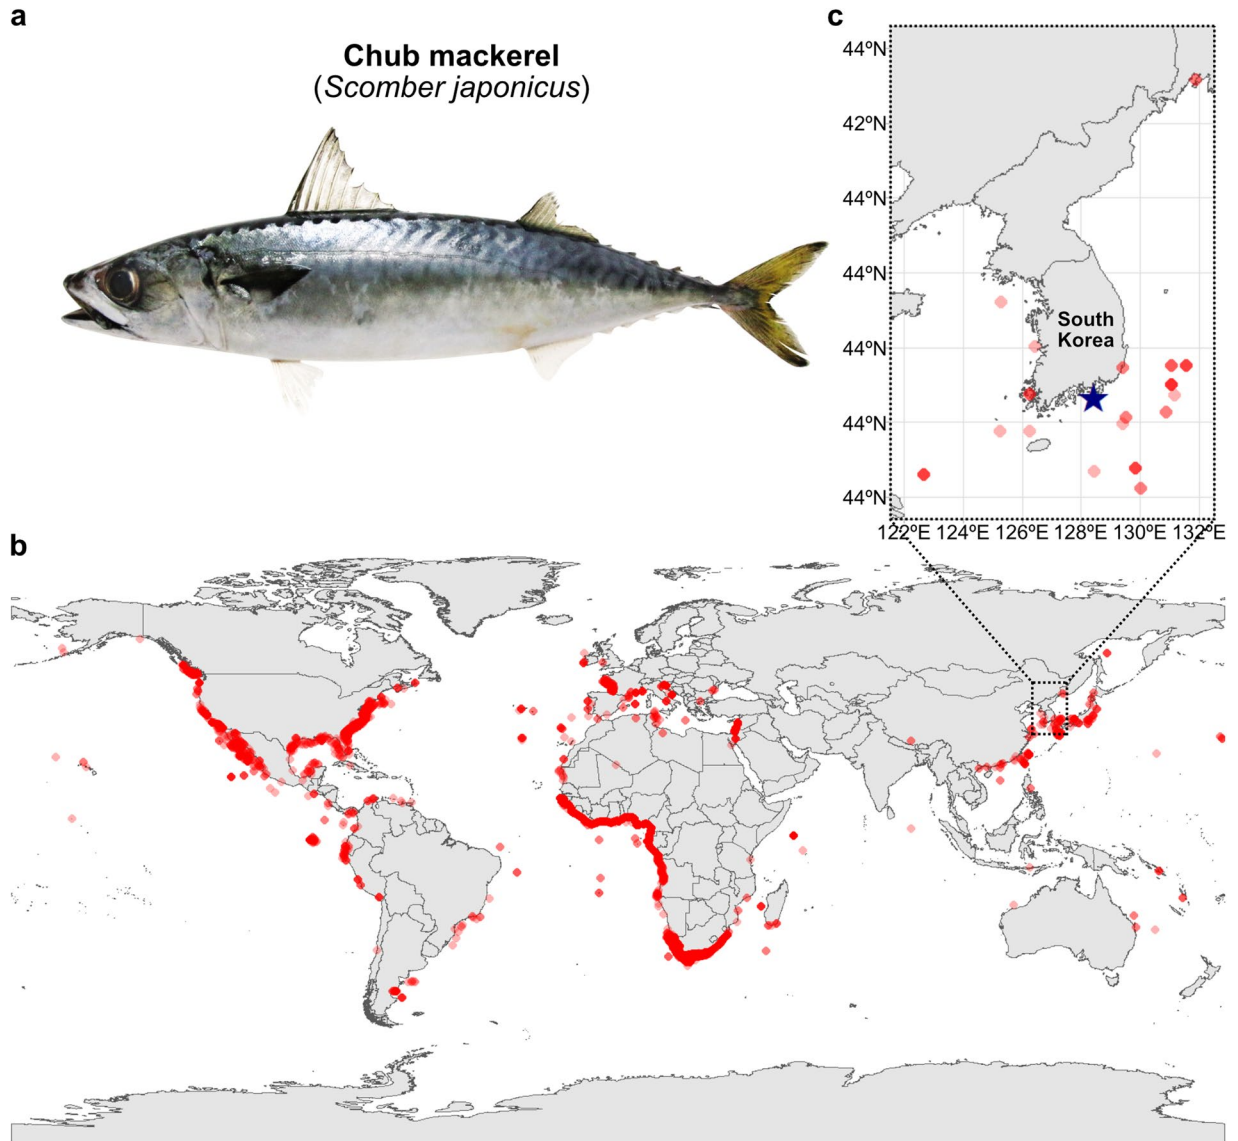 a
Chub mackerel
(Scomber japonicus)
c
44ºN
42ºN
44ºN
44ºN
44ºN
44ºN
44ºN
South
Korea
122ºE 124ºE 126ºE 128ºE 130ºE 132ºE
b